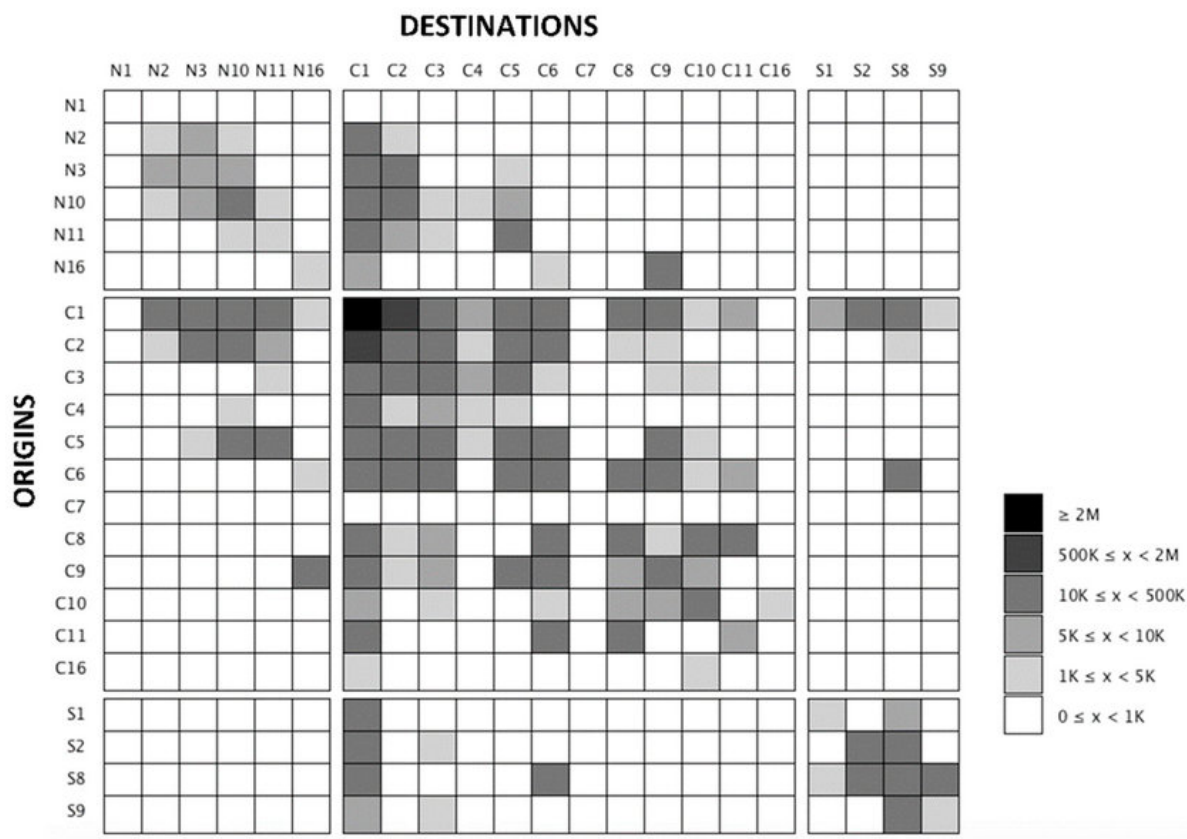 DESTINATIONS
N1 N2 N3 N10 N11 N16 C1 C2 C3 C4 C5 C6 C7 C8 C9 C10 C11 C16 S1 S2 S8 S9
ORIGINS
N1
N2
N3
N10
N11
N16
C1
C2
C3
C4
C5
C6
C7
C8
C9
C10
C11
C16
S1
S2
S8
S9
≥ 2M
500K ≤ x < 2M
10K ≤ x < 500K
5K ≤ x < 10K
1K ≤ x < 5K
0 ≤ x < 1K